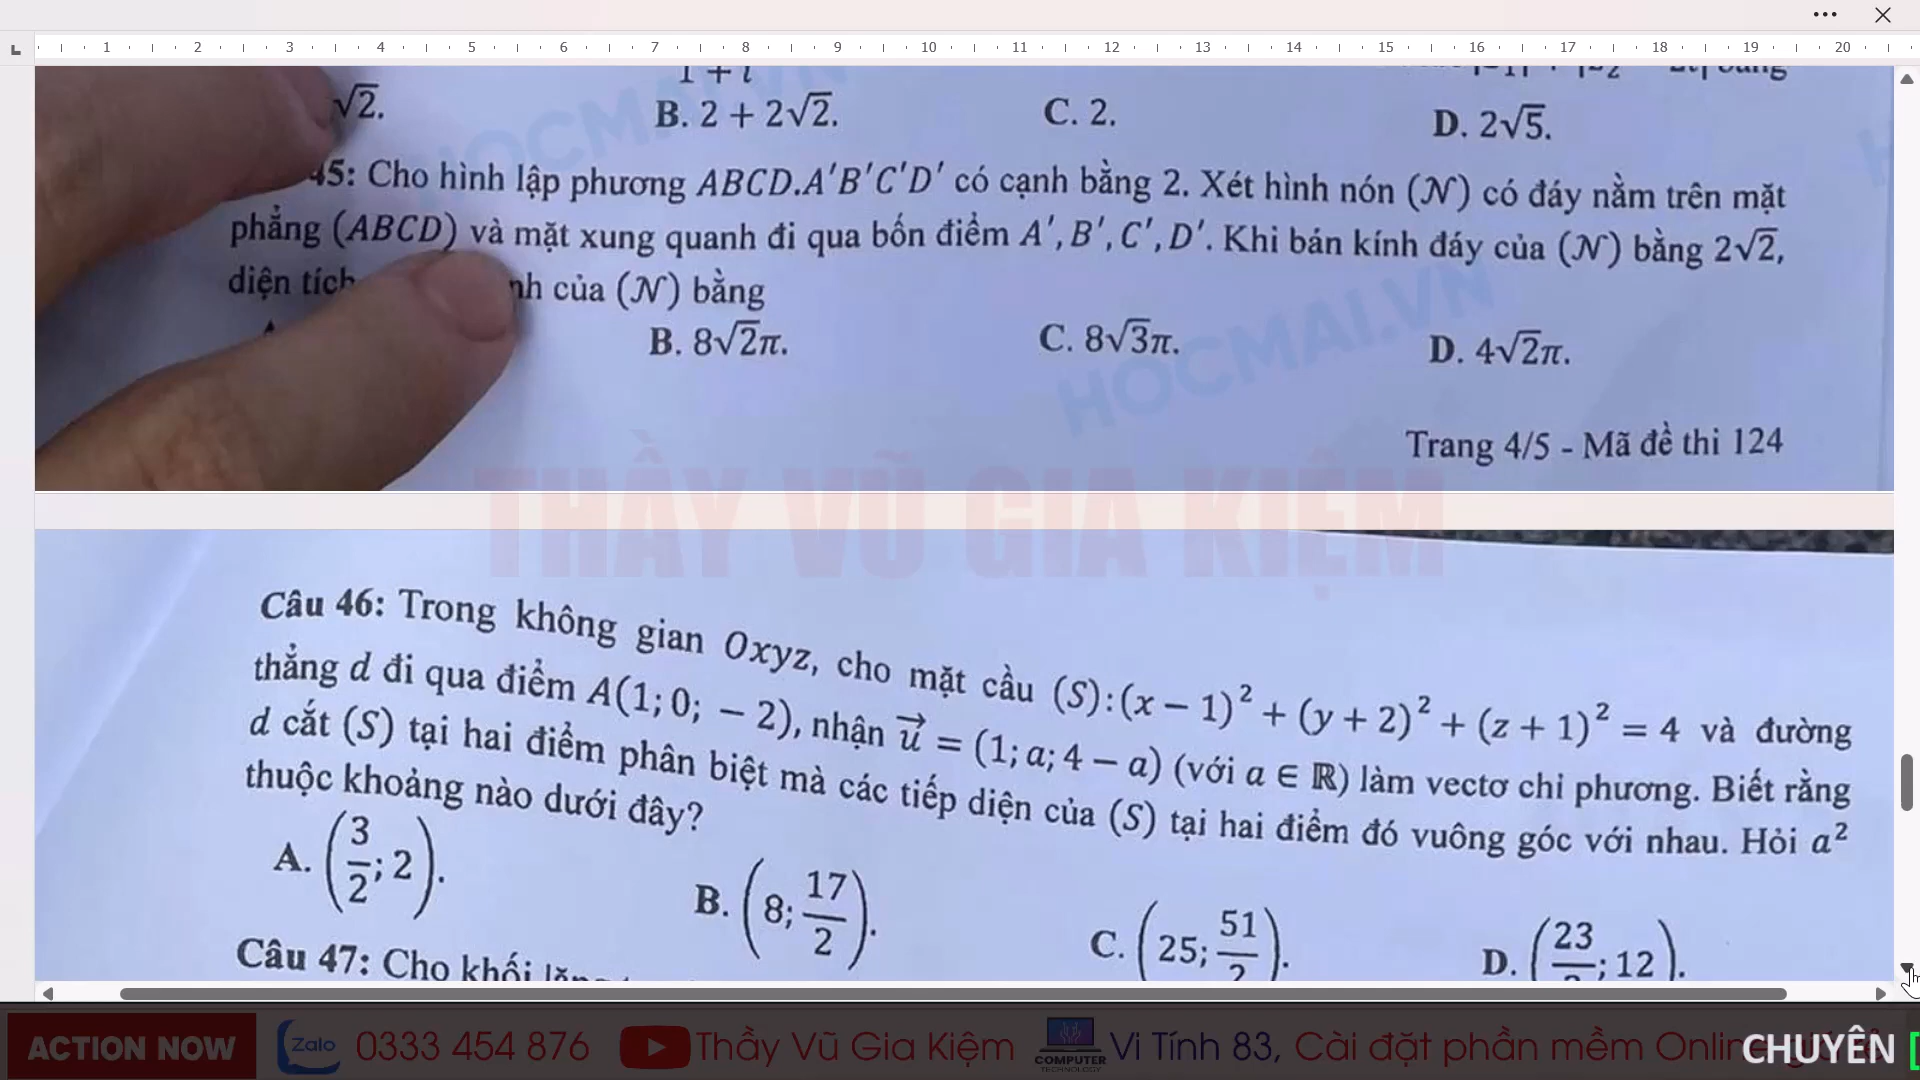 1 2 3 4 5 6 7 8 9 10 11 12 13 14 15 16 17 18 19 20
1 + i
√2.
B. 2 + 2√2.
C. 2.
D. 2√5.
45: Cho hình lập phương ABCD.A′B′C′D′ có cạnh bằng 2. Xét hình nón (N) có đáy nằm trên mặt
phẳng (ABCD) và mặt xung quanh đi qua bốn điểm A′, B′, C′, D′. Khi bán kính đáy của (N) bằng 2√2,
diện tích nh của (N) bằng
B. 8√2π.
C. 8√3π.
D. 4√2π.
HOCMAI.VN
Trang 4/5 - Mã đề thi 124
THẦY VŨ GIA KIỆM
Câu 46: Trong không gian Oxyz, cho mặt cầu (S): (x − 1)² + (y + 2)² + (z + 1)² = 4 và đường
thẳng d đi qua điểm A(1; 0; − 2), nhận u⃗ = (1; a; 4 − a) (với a ∈ ℝ) làm vectơ chỉ phương. Biết rằng
d cắt (S) tại hai điểm phân biệt mà các tiếp diện của (S) tại hai điểm đó vuông góc với nhau. Hỏi a²
thuộc khoảng nào dưới đây?
A. (3/2; 2).
B. (8; 17/2).
C. (25; 51/2).
D. (23/2; 12).
Câu 47: Cho khối lăng
ACTION NOW Zalo 0333 454 876 Thầy Vũ Gia Kiệm COMPUTER TECHNOLOGY Vi Tính 83, Cài đặt phần mềm Onlin
CHUYÊN [